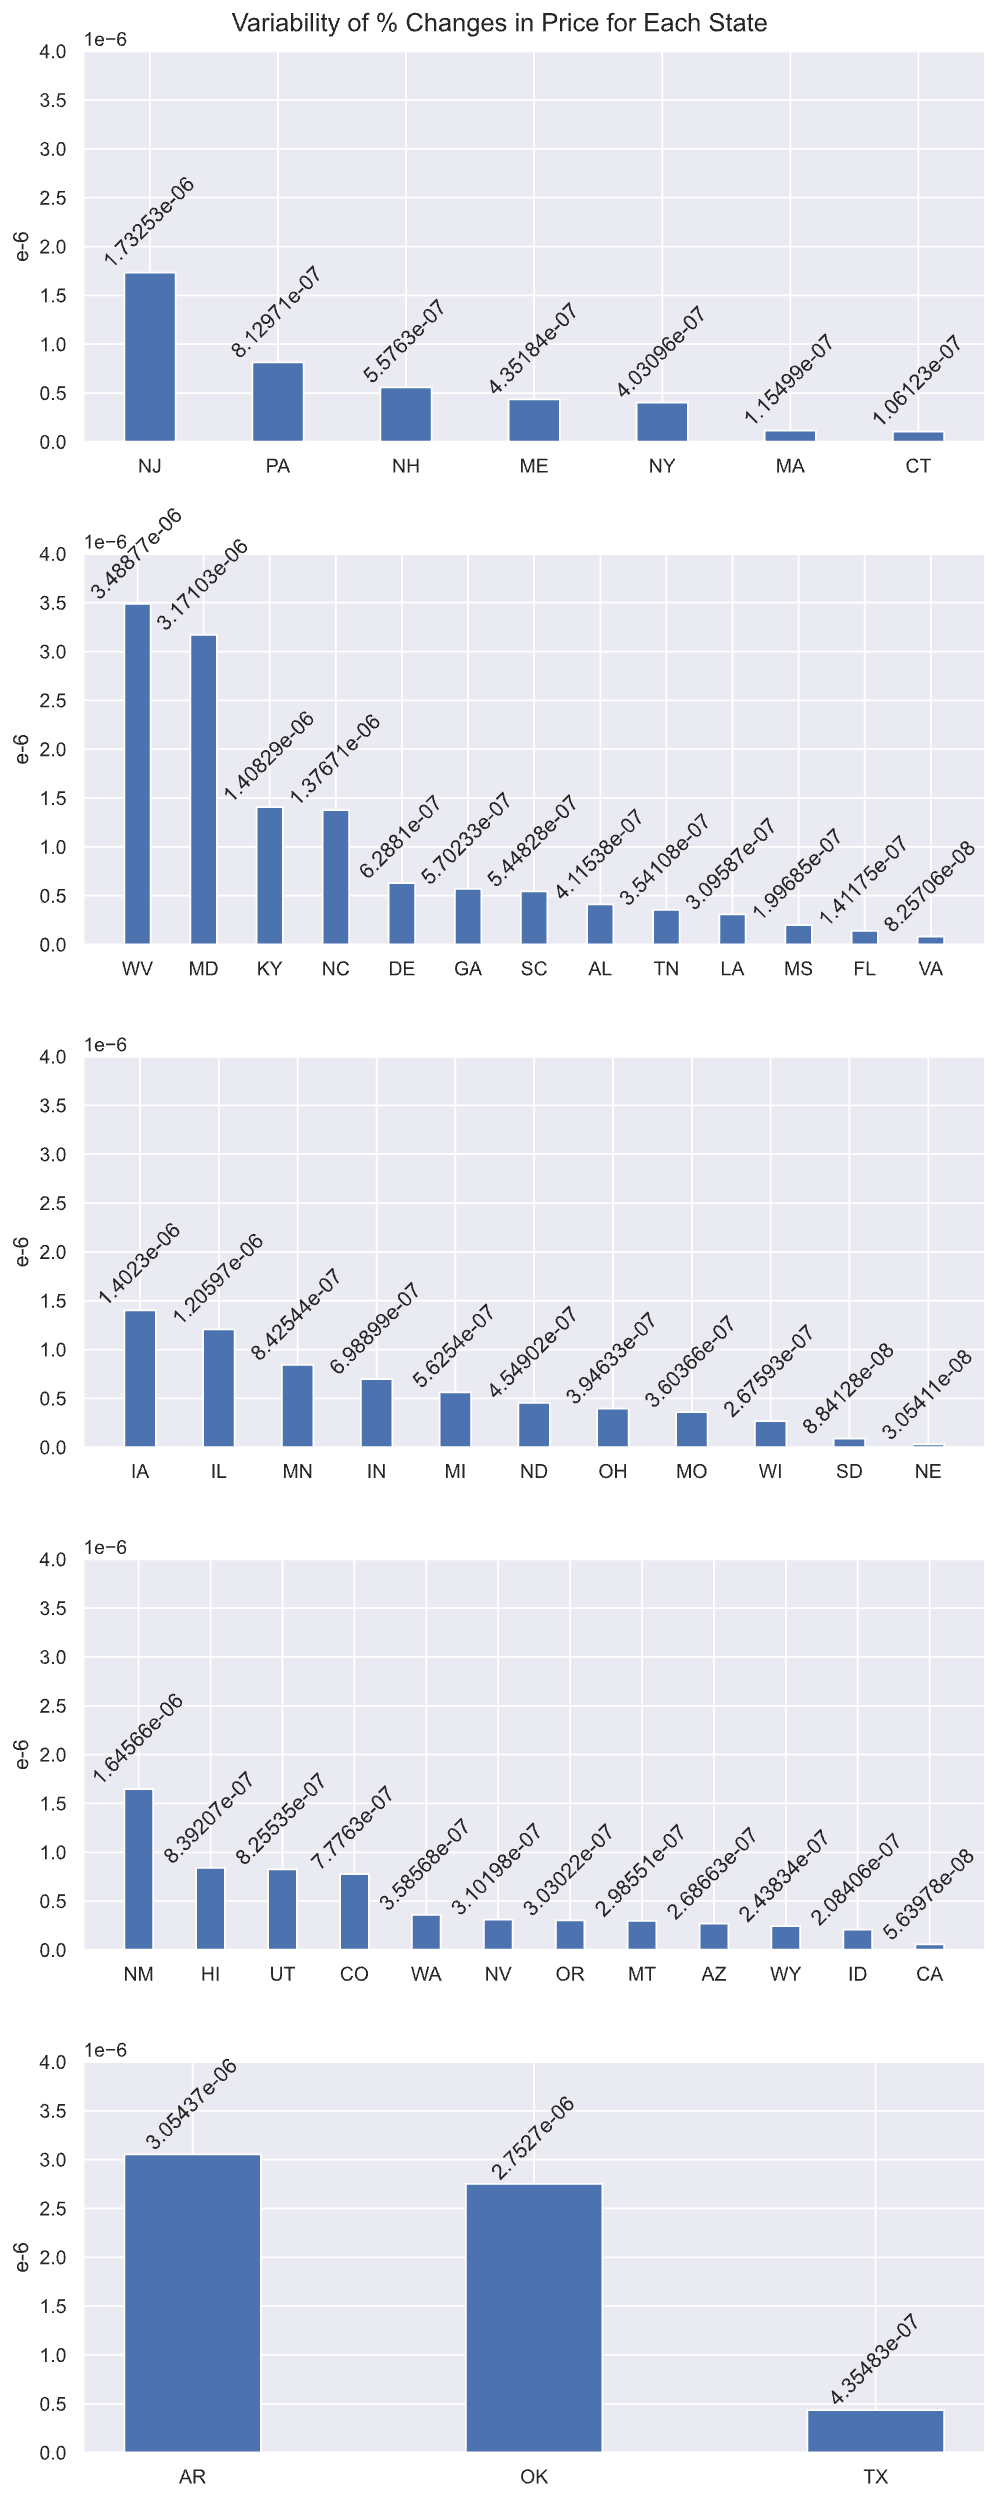 Variability of % Changes in Price for Each State
1e−6
4.0
3.5
3.0
2.5
2.0
1.5
1.0
0.5
0.0
e-6
1.73253e-06
8.12971e-07
5.5763e-07
4.35184e-07
4.03096e-07
1.15499e-07
1.06123e-07
NJ PA NH ME NY MA CT
1e−6
4.0
3.5
3.0
2.5
2.0
1.5
1.0
0.5
0.0
e-6
3.48877e-06
3.17103e-06
1.40829e-06
1.37671e-06
6.2881e-07
5.70233e-07
5.44828e-07
4.11538e-07
3.54108e-07
3.09587e-07
1.99685e-07
1.41175e-07
8.25706e-08
WV MD KY NC DE GA SC AL TN LA MS FL VA
1e−6
4.0
3.5
3.0
2.5
2.0
1.5
1.0
0.5
0.0
e-6
1.4023e-06
1.20597e-06
8.42544e-07
6.98899e-07
5.6254e-07
4.54902e-07
3.94633e-07
3.60366e-07
2.67593e-07
8.84128e-08
3.05411e-08
IA IL MN IN MI ND OH MO WI SD NE
1e−6
4.0
3.5
3.0
2.5
2.0
1.5
1.0
0.5
0.0
e-6
1.64566e-06
8.39207e-07
8.25535e-07
7.7763e-07
3.58568e-07
3.10198e-07
3.03022e-07
2.98551e-07
2.68663e-07
2.43834e-07
2.08406e-07
5.63978e-08
NM HI UT CO WA NV OR MT AZ WY ID CA
1e−6
4.0
3.5
3.0
2.5
2.0
1.5
1.0
0.5
0.0
e-6
3.05437e-06
2.7527e-06
4.35483e-07
AR OK TX